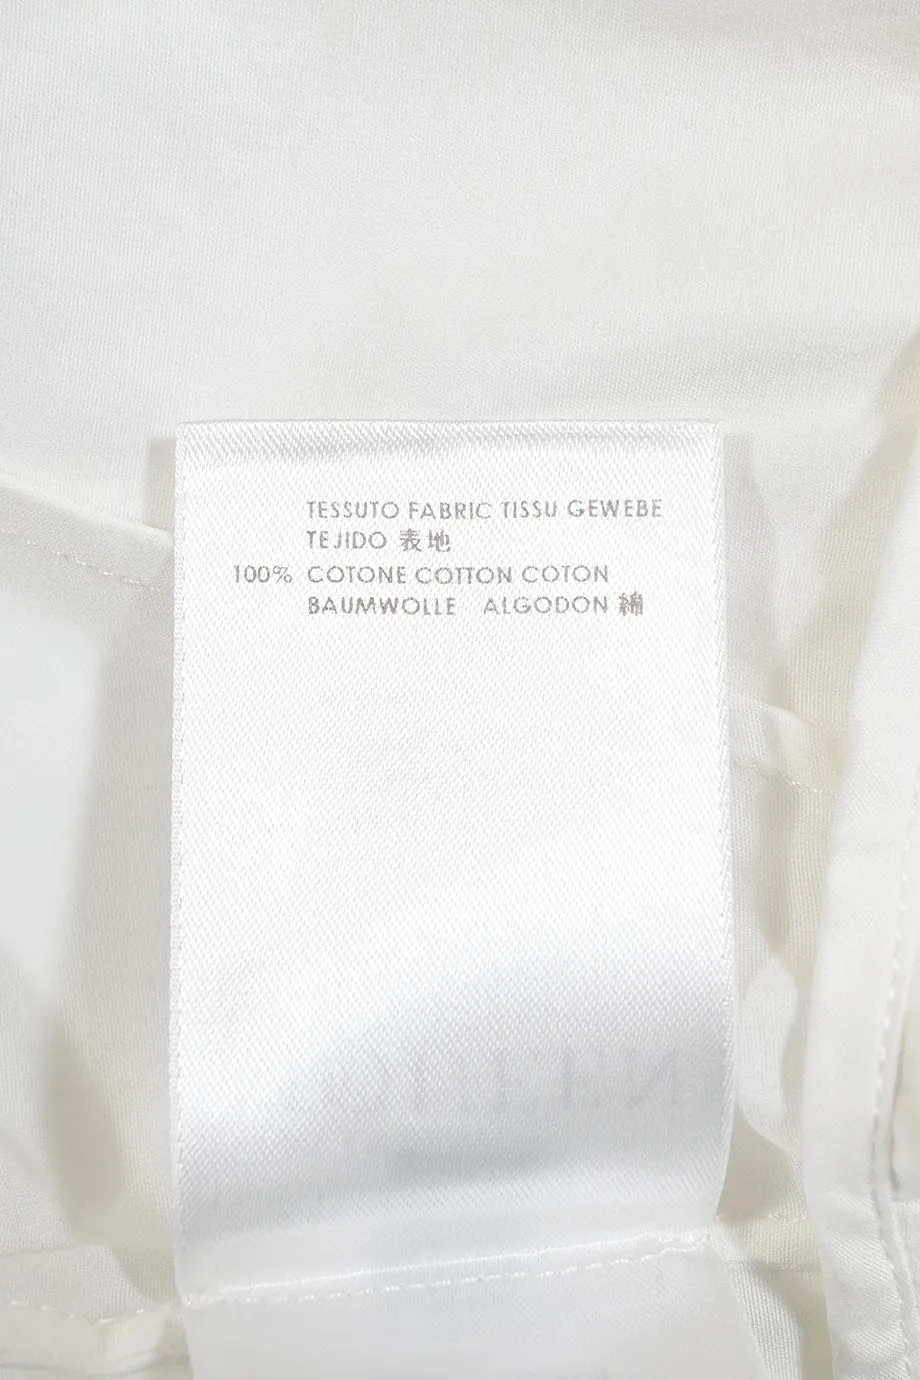 TESSUTO FABRIC TISSU GEWEBE
TEJIDO 表地
100% COTONE COTTON COTON
BAUMWOLLE ALGODON 綿